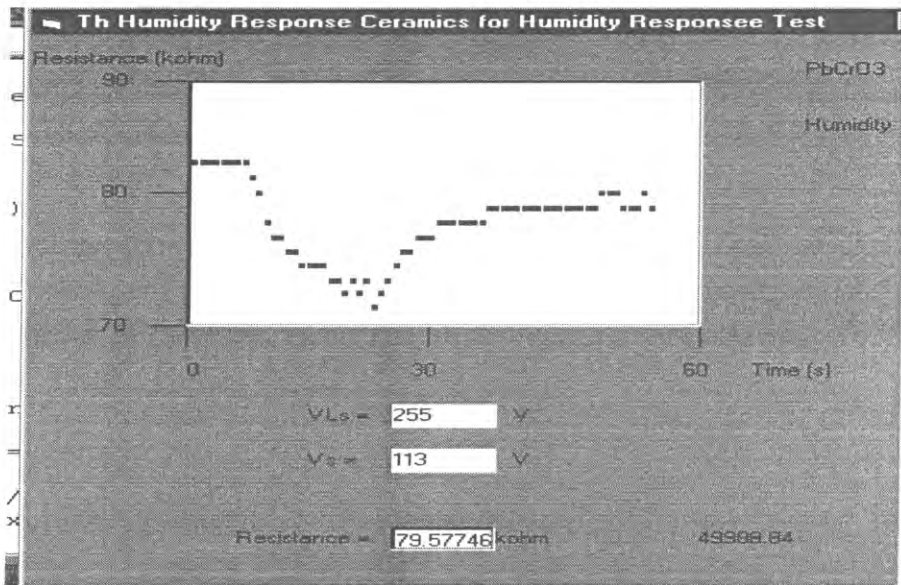 Th Humidity Response Ceramics for Humidity Responsee Test
Resistance (kohm)
PbCrO3
90
Humidity
80
70
0 30 60 Time (s)
VLs = 255 V
Vs = 113 V
Resistance = 79.57746 kohm 49908.84